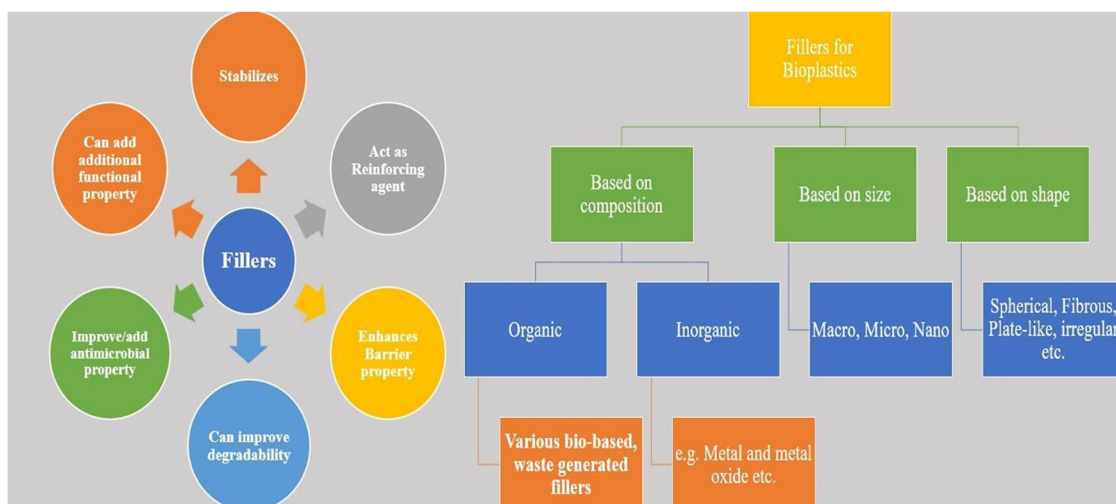 Stabilizes
Can add
additional
functional
property
Act as
Reinforcing
agent
Fillers
Improve/add
antimicrobial
property
Enhances
Barrier
property
Can improve
degradability
Fillers for
Bioplastics
Based on
composition
Based on size
Based on shape
Organic
Inorganic
Macro, Micro, Nano
Spherical, Fibrous,
Plate-like, irregular
etc.
Various bio-based,
waste generated
fillers
e.g. Metal and metal
oxide etc.